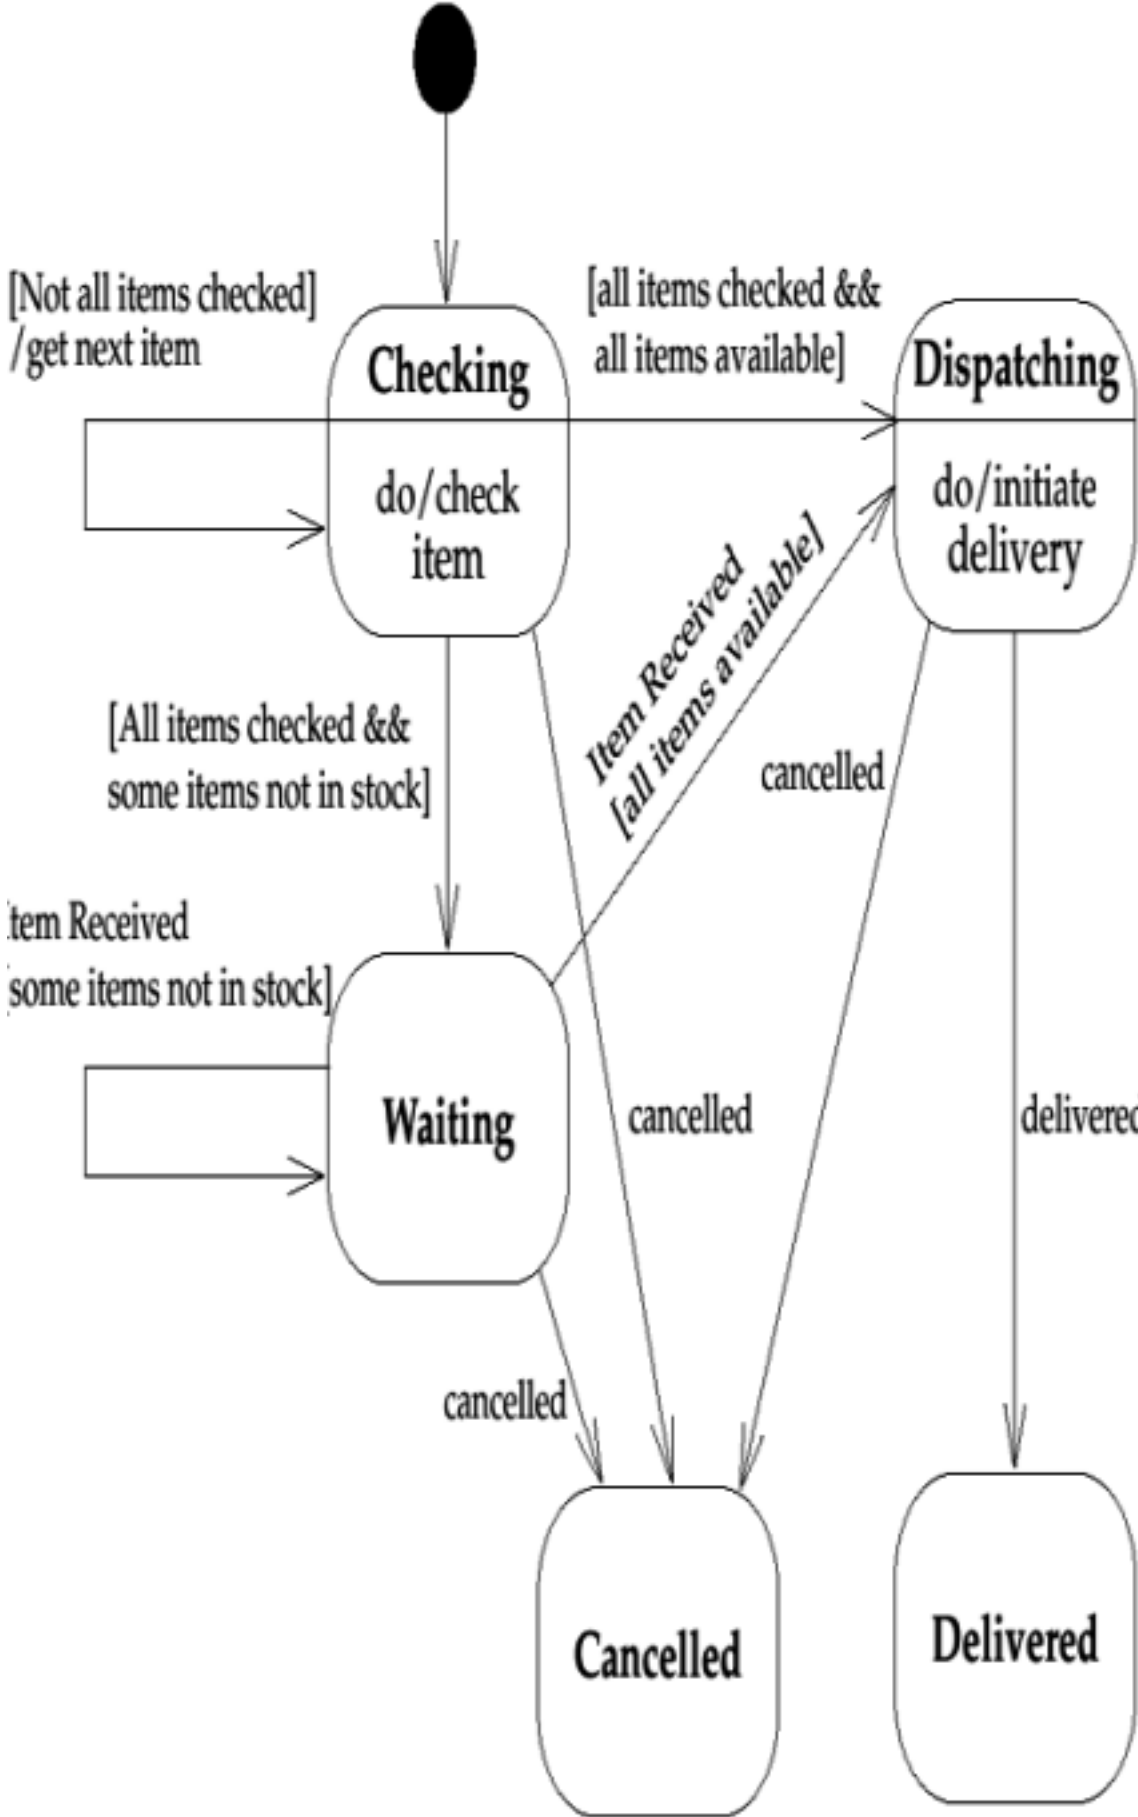 [Not all items checked]
/get next item
[all items checked &&
all items available]
Checking
do/check
item
Dispatching
do/initiate
delivery
Item Received
[all items available]
[All items checked &&
some items not in stock]
cancelled
tem Received
some items not in stock]
Waiting
cancelled
delivered
cancelled
Cancelled
Delivered